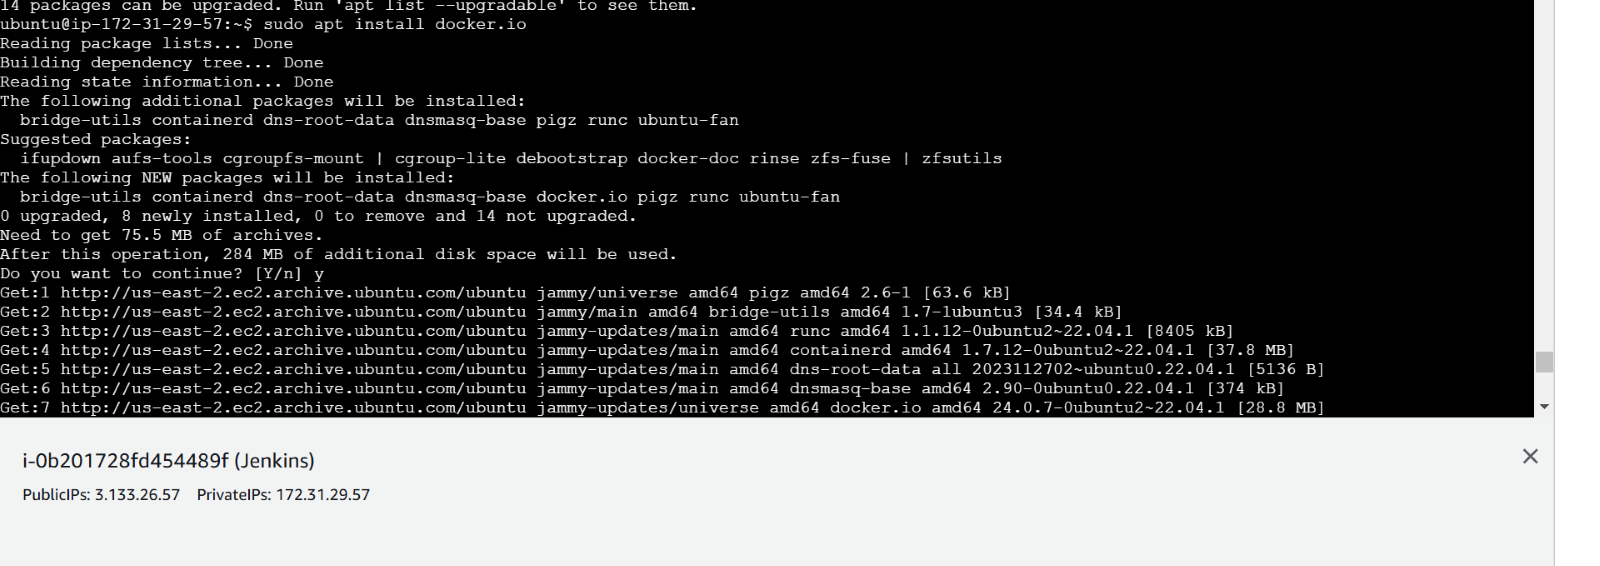 14 packages can be upgraded. Run 'apt list --upgradable' to see them.
ubuntu@ip-172-31-29-57:~$ sudo apt install docker.io
Reading package lists... Done
Building dependency tree... Done
Reading state information... Done
The following additional packages will be installed:
  bridge-utils containerd dns-root-data dnsmasq-base pigz runc ubuntu-fan
Suggested packages:
  ifupdown aufs-tools cgroupfs-mount | cgroup-lite debootstrap docker-doc rinse zfs-fuse | zfsutils
The following NEW packages will be installed:
  bridge-utils containerd dns-root-data dnsmasq-base docker.io pigz runc ubuntu-fan
0 upgraded, 8 newly installed, 0 to remove and 14 not upgraded.
Need to get 75.5 MB of archives.
After this operation, 284 MB of additional disk space will be used.
Do you want to continue? [Y/n] y
Get:1 http://us-east-2.ec2.archive.ubuntu.com/ubuntu jammy/universe amd64 pigz amd64 2.6-1 [63.6 kB]
Get:2 http://us-east-2.ec2.archive.ubuntu.com/ubuntu jammy/main amd64 bridge-utils amd64 1.7-1ubuntu3 [34.4 kB]
Get:3 http://us-east-2.ec2.archive.ubuntu.com/ubuntu jammy-updates/main amd64 runc amd64 1.1.12-0ubuntu2~22.04.1 [8405 kB]
Get:4 http://us-east-2.ec2.archive.ubuntu.com/ubuntu jammy-updates/main amd64 containerd amd64 1.7.12-0ubuntu2~22.04.1 [37.8 MB]
Get:5 http://us-east-2.ec2.archive.ubuntu.com/ubuntu jammy-updates/main amd64 dns-root-data all 2023112702~ubuntu0.22.04.1 [5136 B]
Get:6 http://us-east-2.ec2.archive.ubuntu.com/ubuntu jammy-updates/main amd64 dnsmasq-base amd64 2.90-0ubuntu0.22.04.1 [374 kB]
Get:7 http://us-east-2.ec2.archive.ubuntu.com/ubuntu jammy-updates/universe amd64 docker.io amd64 24.0.7-0ubuntu2~22.04.1 [28.8 MB]
i-0b201728fd454489f (Jenkins)
PublicIPs: 3.133.26.57 PrivateIPs: 172.31.29.57